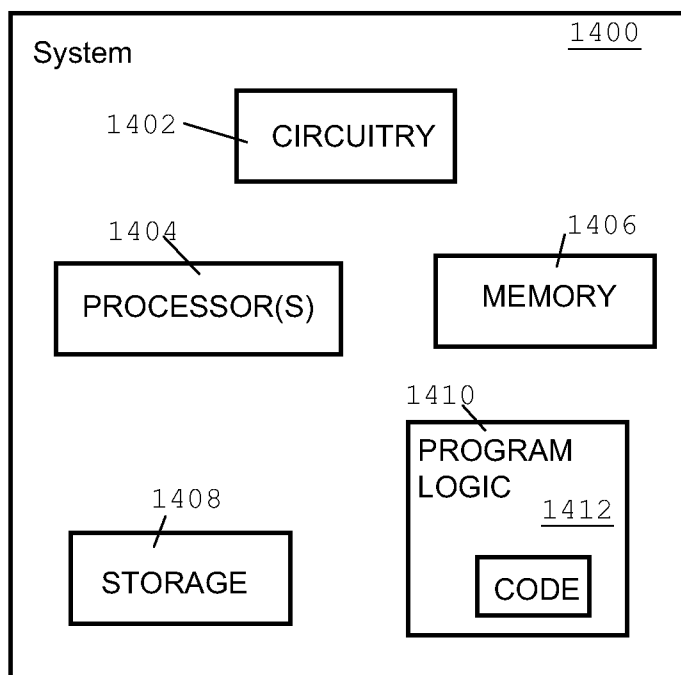 System
1400
1402
CIRCUITRY
1404
1406
PROCESSOR(S)
MEMORY
1410
PROGRAM
LOGIC
1412
1408
STORAGE
CODE